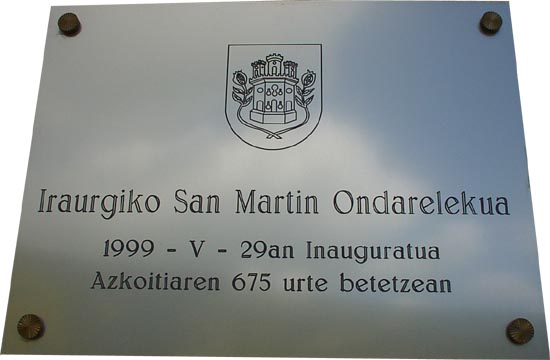 Iraurgiko San Martin Ondarelekua
1999 - V - 29an Inauguratua
Azkoitiaren 675 urte betetzean